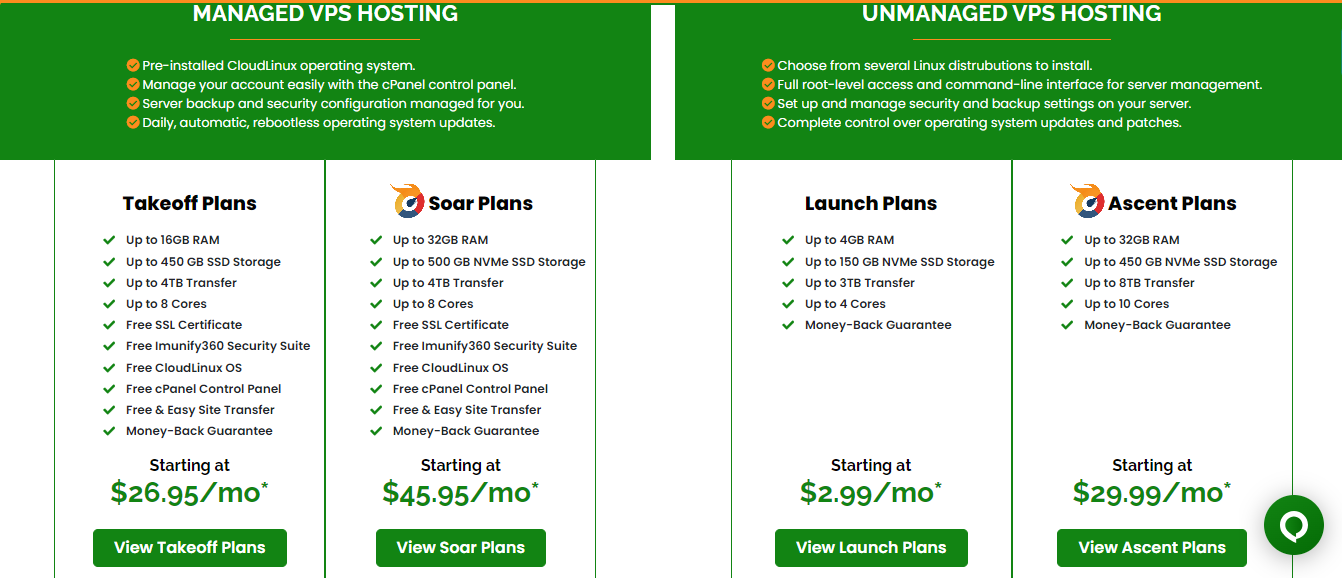 MANAGED VPS HOSTING
Pre-installed CloudLinux operating system.
Manage your account easily with the cPanel control panel.
Server backup and security configuration managed for you.
Daily, automatic, rebootless operating system updates.
Takeoff Plans
Up to 16GB RAM
Up to 450 GB SSD Storage
Up to 4TB Transfer
Up to 8 Cores
Free SSL Certificate
Free Imunify360 Security Suite
Free CloudLinux OS
Free cPanel Control Panel
Free & Easy Site Transfer
Money-Back Guarantee
Starting at
$26.95/mo*
View Takeoff Plans
Soar Plans
Up to 32GB RAM
Up to 500 GB NVMe SSD Storage
Up to 4TB Transfer
Up to 8 Cores
Free SSL Certificate
Free Imunify360 Security Suite
Free CloudLinux OS
Free cPanel Control Panel
Free & Easy Site Transfer
Money-Back Guarantee
Starting at
$45.95/mo*
View Soar Plans
UNMANAGED VPS HOSTING
Choose from several Linux distrubutions to install.
Full root-level access and command-line interface for server management.
Set up and manage security and backup settings on your server.
Complete control over operating system updates and patches.
Launch Plans
Up to 4GB RAM
Up to 150 GB NVMe SSD Storage
Up to 3TB Transfer
Up to 4 Cores
Money-Back Guarantee
Starting at
$2.99/mo*
View Launch Plans
Ascent Plans
Up to 32GB RAM
Up to 450 GB NVMe SSD Storage
Up to 8TB Transfer
Up to 10 Cores
Money-Back Guarantee
Starting at
$29.99/mo*
View Ascent Plans